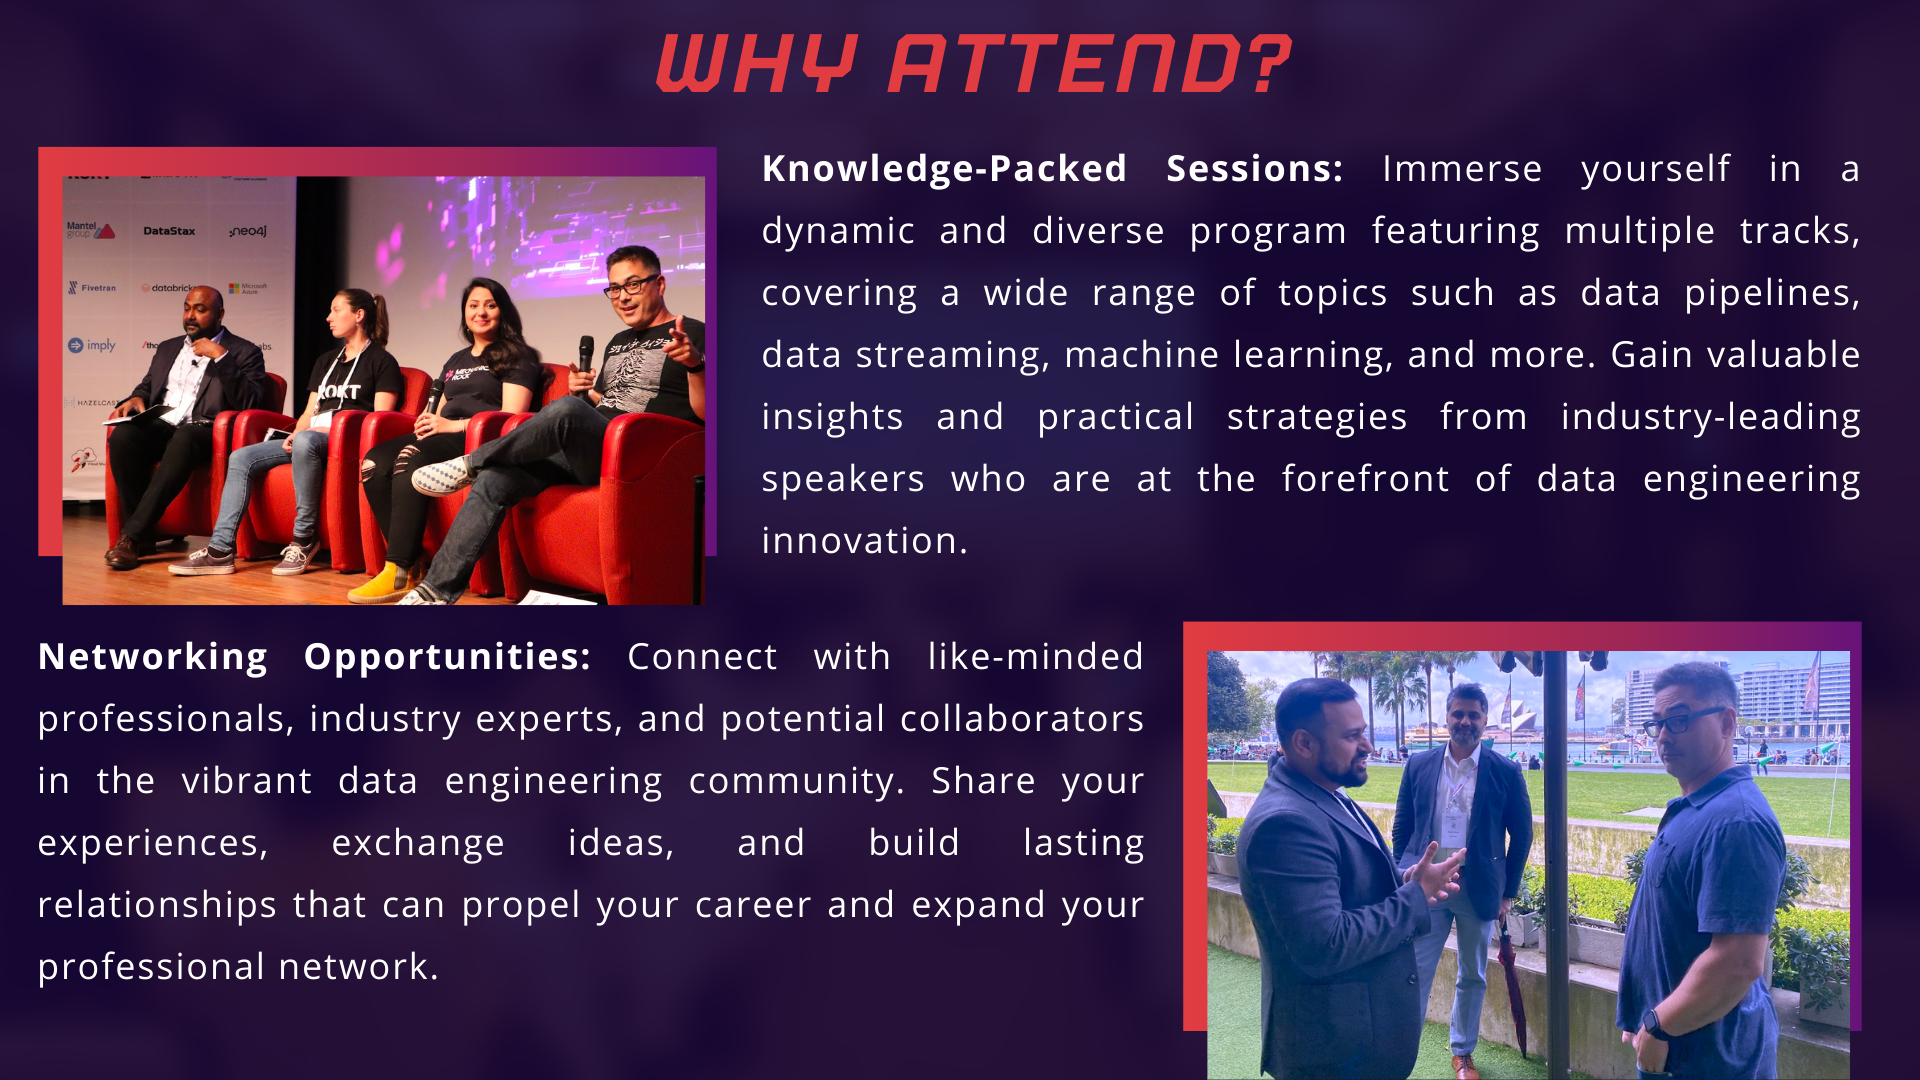 WHY ATTEND?
Mantel
group
DataStax
neo4j
Fivetran
Microsoft
Azure
imply
HAZELCAST
ROKT
Knowledge-Packed Sessions: Immerse yourself in a
dynamic and diverse program featuring multiple tracks,
covering a wide range of topics such as data pipelines,
data streaming, machine learning, and more. Gain valuable
insights and practical strategies from industry-leading
speakers who are at the forefront of data engineering
innovation.
Networking Opportunities: Connect with like-minded
professionals, industry experts, and potential collaborators
in the vibrant data engineering community. Share your
experiences, exchange ideas, and build lasting
relationships that can propel your career and expand your
professional network.